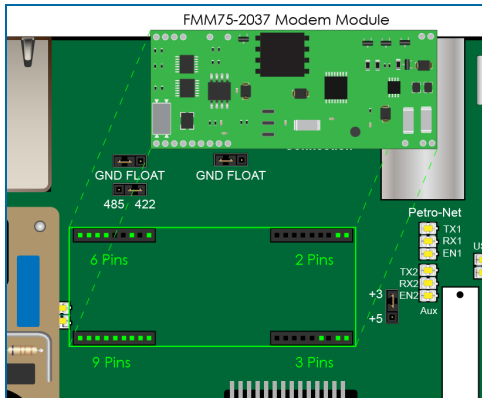 FMM75-2037 Modem Module
GND FLOAT
GND FLOAT
485
422
Petro-Net
TX1
RX1
EN1
TX2
RX2
EN2
Aux
+3
+5
6 Pins
2 Pins
9 Pins
3 Pins